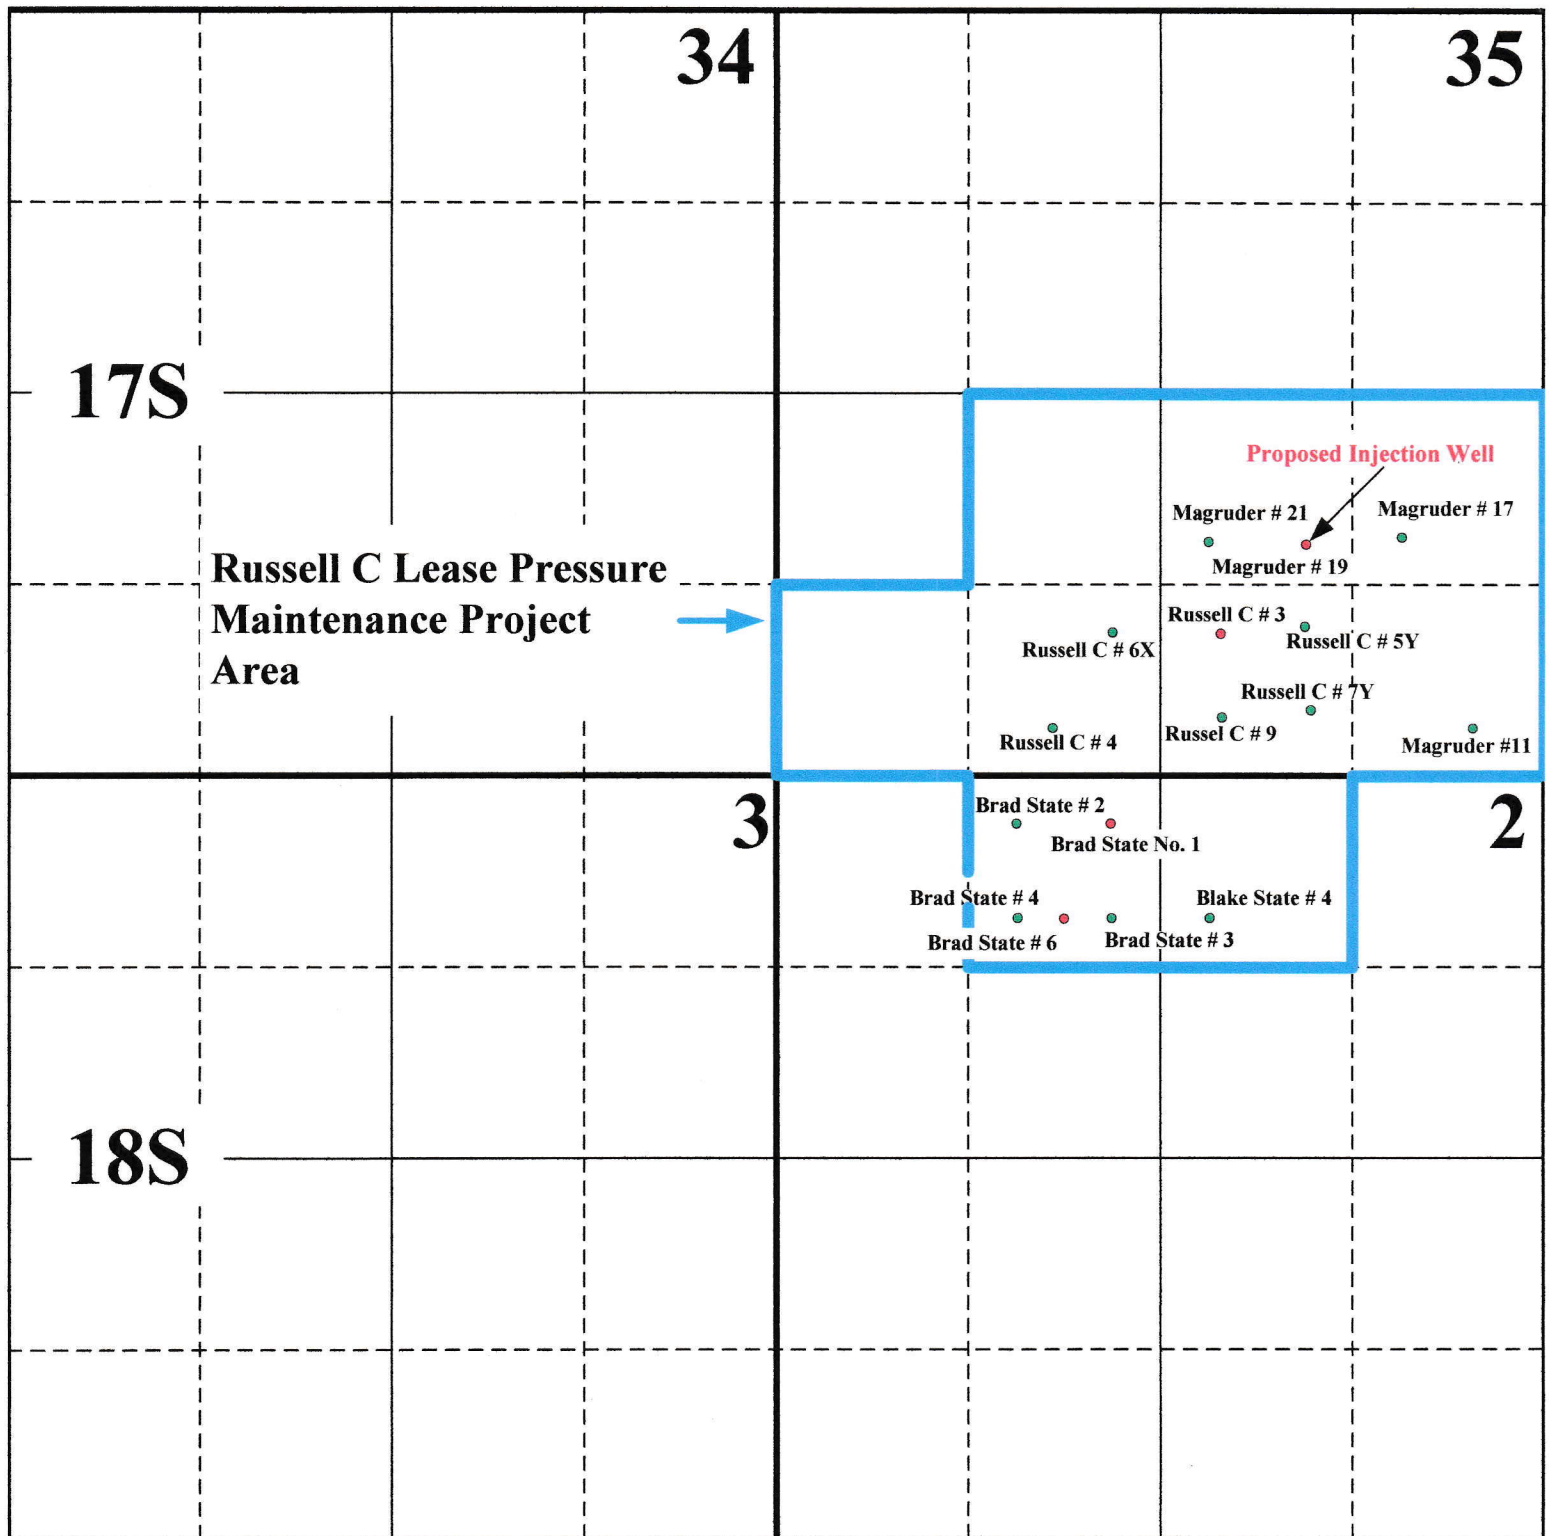 34
35
17S
Proposed Injection Well
Magruder # 21
Magruder # 17
Magruder # 19
Russell C Lease Pressure
Maintenance Project
Area
Russell C # 3
Russell C # 5Y
Russell C # 6X
Russell C # 7Y
Russel C # 9
Russell C # 4
Magruder #11
3
2
Brad State # 2
Brad State No. 1
Brad State # 4
Blake State # 4
Brad State # 6
Brad State # 3
18S